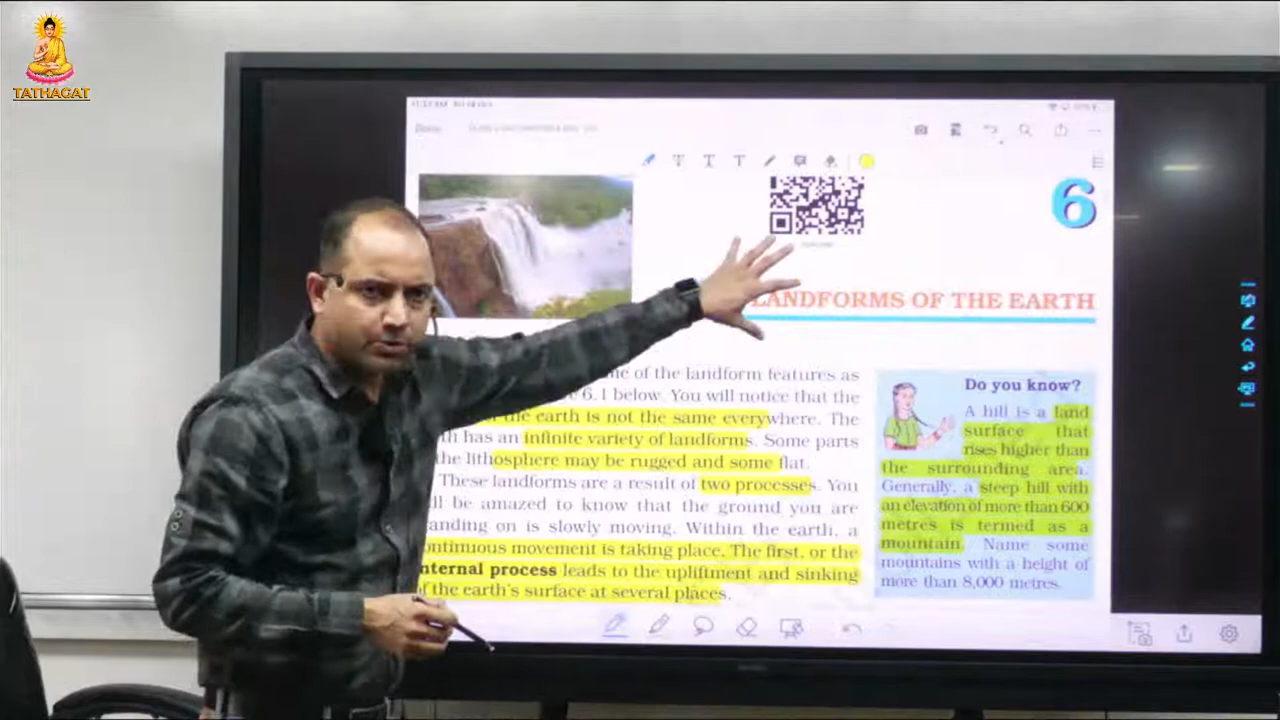 TATHAGAT
Done
6
LANDFORMS OF THE EARTH
ne of the landform features as
6.1 below. You will notice that the
the earth is not the same everywhere. The
th has an infinite variety of landforms. Some parts
the lithosphere may be rugged and some flat.
These landforms are a result of two processes. You
ll be amazed to know that the ground you are
anding on is slowly moving. Within the earth, a
ontinuous movement is taking place. The first, or the
nternal process leads to the upliftment and sinking
of the earth's surface at several places.
Do you know?
A hill is a land
surface that
rises higher than
the surrounding area.
Generally, a steep hill with
an elevation of more than 600
metres is termed as a
mountain. Name some
mountains with a height of
more than 8,000 metres.